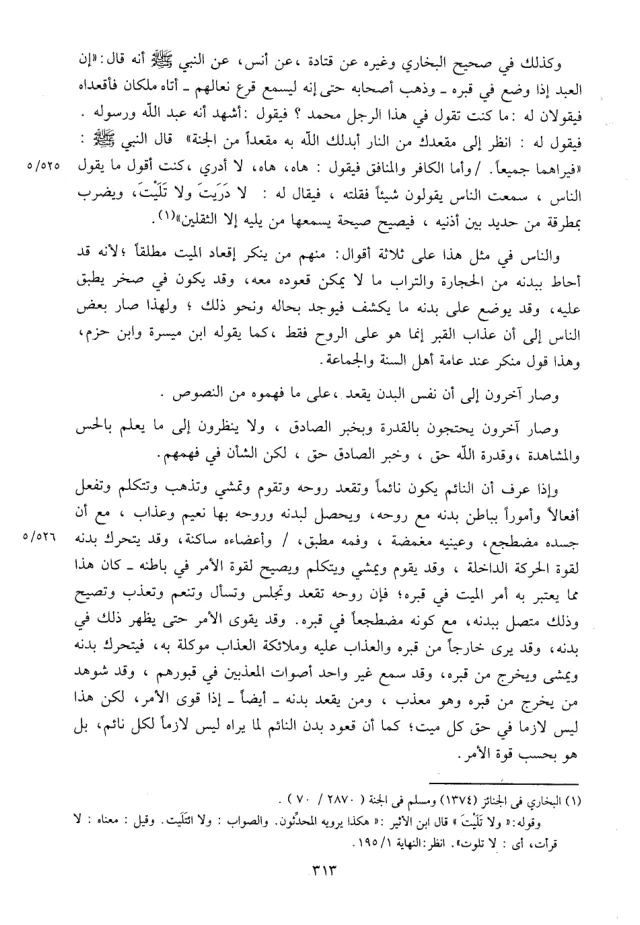 وكذلك في صحيح البخاري وغيره عن قتادة ،عن أنس، عن النبي ﷺ أنه قال:«إن
العبد إذا وضع في قبره ــ وذهب أصحابه حتى إنه ليسمع قرع نعالهم ــ أتاه ملكان فأقعداه
فيقولان له :ما كنت تقول في هذا الرجل محمد ؟ فيقول :أشهد أنه عبد الله ورسوله .
فيقول له : انظر إلى مقعدك من النار أبدلك الله به مقعداً من الجنة» قال النبي ﷺ :
٥/٥٢٥ «فيراهما جميعاً. /وأما الكافر والمنافق فيقول : هاه، هاه، لا أدري ،كنت أقول ما يقول
الناس ، سمعت الناس يقولون شيئاً فقلته ، فيقال له : لا دَرَيتَ ولا تَلَيْتَ، ويضرب
بمطرقة من حديد بين أذنيه ، فيصيح صيحة يسمعها من يليه إلا الثقلين»(١).
والناس في مثل هذا على ثلاثة أقوال: منهم من ينكر إقعاد الميت مطلقاً ؛لأنه قد
أحاط ببدنه من الحجارة والتراب ما لا يمكن قعوده معه، وقد يكون في صخر يطبق
عليه، وقد يوضع على بدنه ما يكشف فيوجد بحاله ونحو ذلك ؛ ولهذا صار بعض
الناس إلى أن عذاب القبر إنما هو على الروح فقط ،كما يقوله ابن ميسرة وابن حزم،
وهذا قول منكر عند عامة أهل السنة والجماعة.
وصار آخرون إلى أن نفس البدن يقعد ،على ما فهموه من النصوص .
وصار آخرون يحتجون بالقدرة وبخبر الصادق ، ولا ينظرون إلى ما يعلم بالحس
والمشاهدة ،وقدرة الله حق ، وخبر الصادق حق ، لكن الشأن في فهمهم.
وإذا عرف أن النائم يكون نائماً وتقعد روحه وتقوم وتمشي وتذهب وتتكلم وتفعل
أفعالاً وأموراً بباطن بدنه مع روحه، ويحصل لبدنه وروحه بها نعيم وعذاب ، مع أن
٥/٥٢٦ جسده مضطجع، وعينيه مغمضة ، وفمه مطبق، / وأعضاءه ساكنة، وقد يتحرك بدنه
لقوة الحركة الداخلة ، وقد يقوم ويمشي ويتكلم ويصيح لقوة الأمر في باطنه ــ كان هذا
مما يعتبر به أمر الميت في قبره؛ فإن روحه تقعد وتجلس وتسأل وتنعم وتعذب وتصيح
وذلك متصل ببدنه، مع كونه مضطجعاً في قبره. وقد يقوى الأمر حتى يظهر ذلك في
بدنه، وقد يرى خارجاً من قبره والعذاب عليه وملائكة العذاب موكلة به، فيتحرك بدنه
ويمشى ويخرج من قبره، وقد سمع غير واحد أصوات المعذبين في قبورهم ، وقد شوهد
من يخرج من قبره وهو معذب ، ومن يقعد بدنه ــ أيضاً ــ إذا قوى الأمر، لكن هذا
ليس لازما في حق كل ميت؛ كما أن قعود بدن النائم لما يراه ليس لازماً لكل نائم، بل
هو بحسب قوة الأمر.
(١) البخاري في الجنائز (١٣٧٤) ومسلم في الجنة ( ٢٨٧٠ / ٧٠ ) .
وقوله:« ولا تَلَيْتَ » قال ابن الأثير :« هكذا يرويه المحدِّثون. والصواب : ولا ائتَلَيت. وقيل : معناه : لا
قرأت، أى : لا تلوت». انظر:النهاية ١٩٥/١.
٣١٣